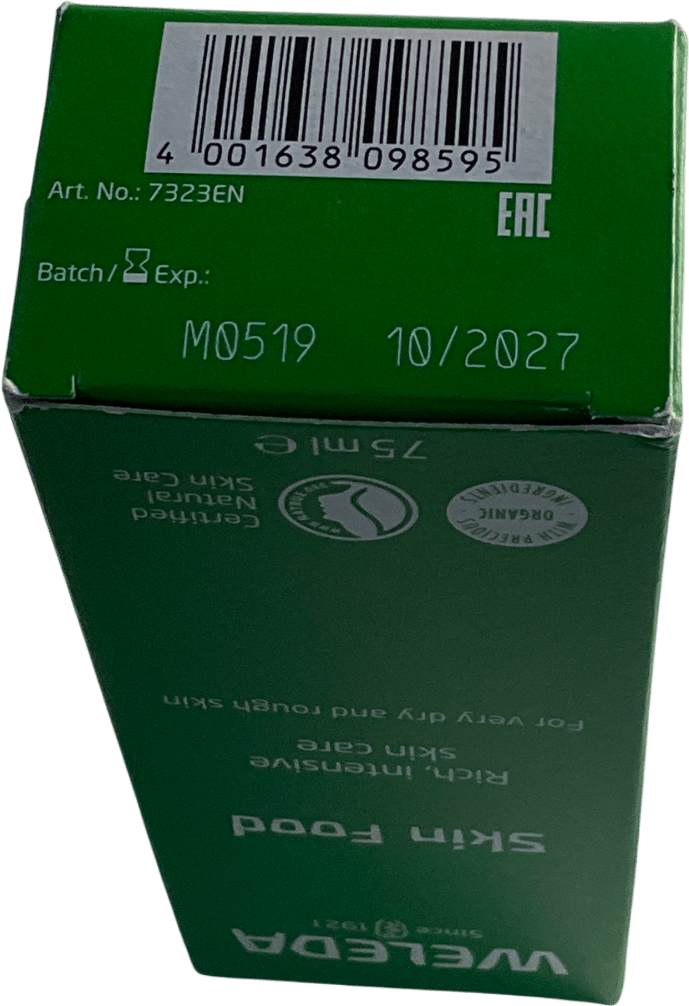 4 001638 098595
Art. No.: 7323EN
EAC
Batch/ Exp.:
M0519 10/2027
75 ml e
Certified
Natural
Skin Care
WITH PRECIOUS
ORGANIC
INGREDIENTS
For very dry and rough skin
Rich, intensive
skin care
Skin Food
Since 1921
WELEDA